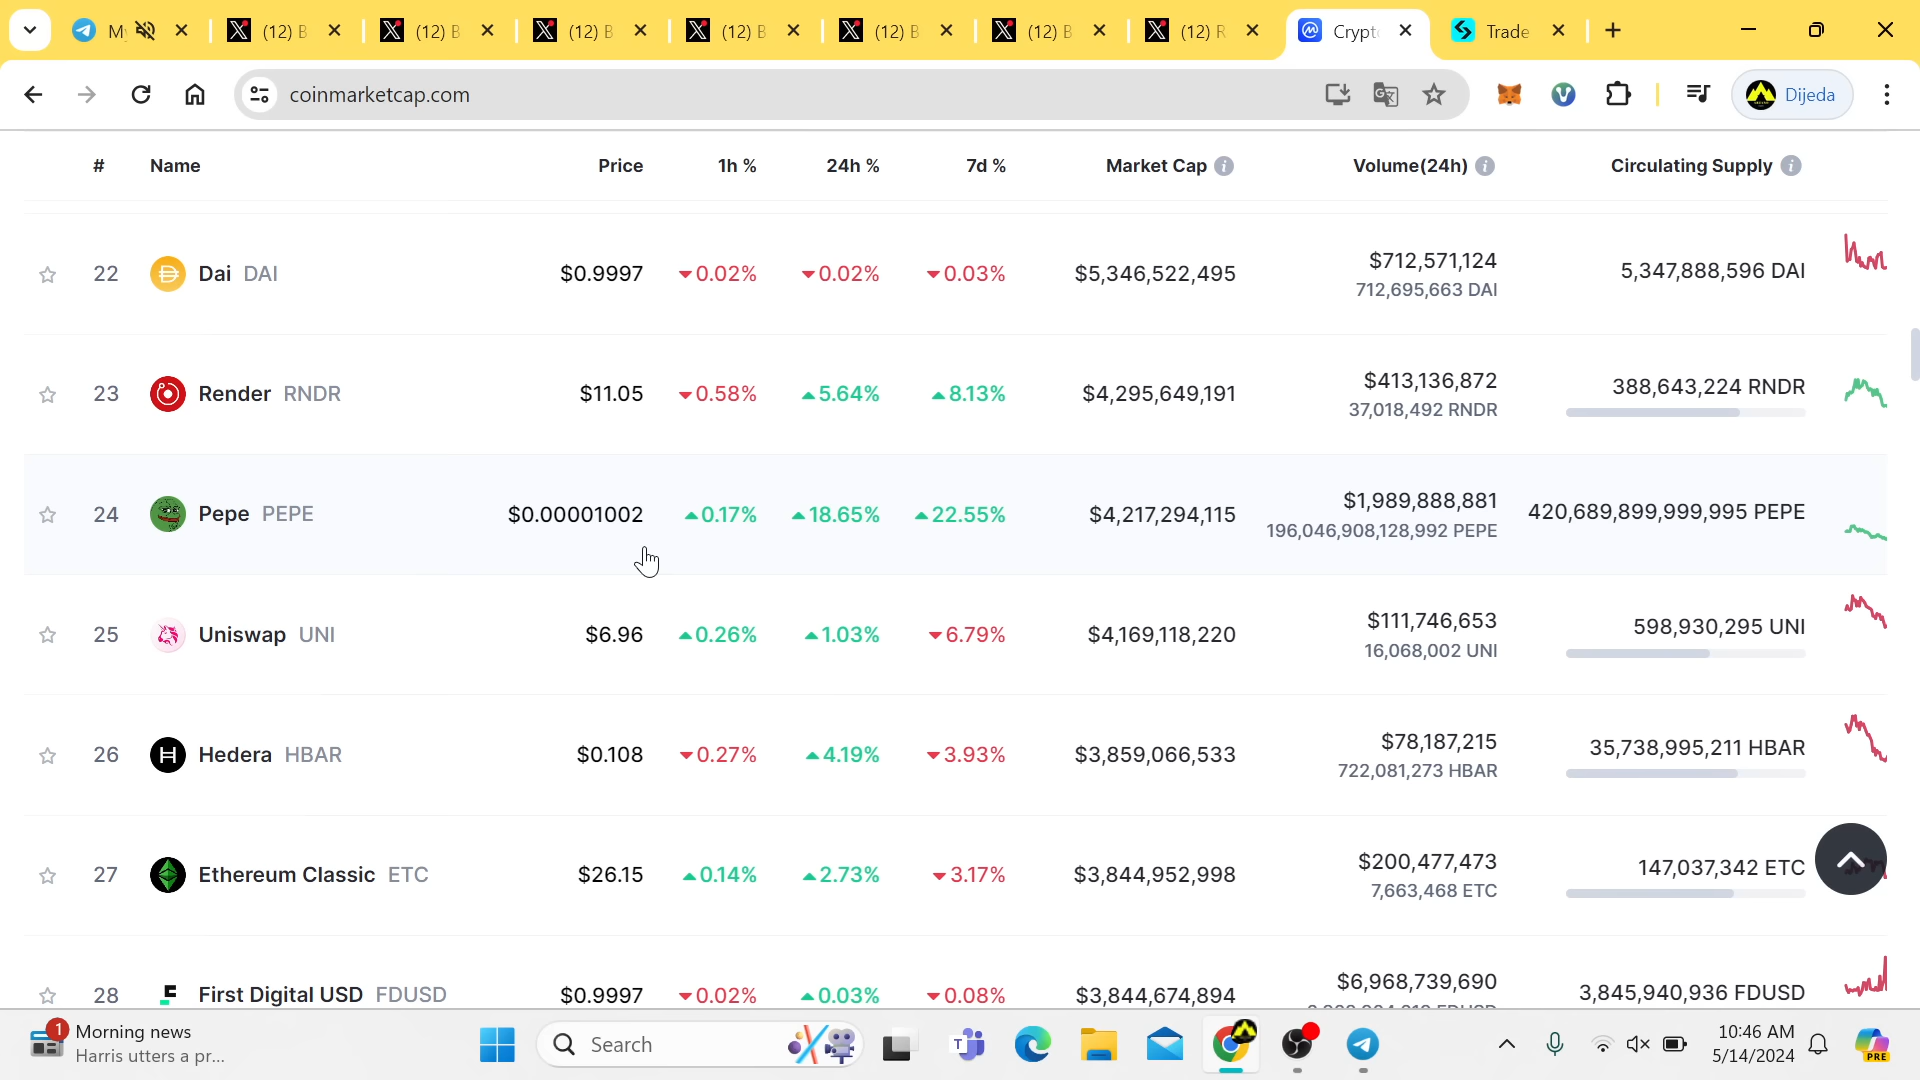 M
(12) B
(12) B
(12) B
(12) B
(12) B
(12) B
(12) R
Crypt
Trade
coinmarketcap.com
Dijeda
# Name Price 1h % 24h % 7d % Market Cap Volume(24h) Circulating Supply
22 Dai DAI $0.9997 0.02% 0.02% 0.03% $5,346,522,495 $712,571,124 5,347,888,596 DAI
712,695,663 DAI
23 Render RNDR $11.05 0.58% 5.64% 8.13% $4,295,649,191 $413,136,872 388,643,224 RNDR
37,018,492 RNDR
24 Pepe PEPE $0.00001002 0.17% 18.65% 22.55% $4,217,294,115 $1,989,888,881 420,689,899,999,995 PEPE
196,046,908,128,992 PEPE
25 Uniswap UNI $6.96 0.26% 1.03% 6.79% $4,169,118,220 $111,746,653 598,930,295 UNI
16,068,002 UNI
26 Hedera HBAR $0.108 0.27% 4.19% 3.93% $3,859,066,533 $78,187,215 35,738,995,211 HBAR
722,081,273 HBAR
27 Ethereum Classic ETC $26.15 0.14% 2.73% 3.17% $3,844,952,998 $200,477,473 147,037,342 ETC
7,663,468 ETC
28 First Digital USD FDUSD $0.9997 0.02% 0.03% 0.08% $3,844,674,894 $6,968,739,690 3,845,940,936 FDUSD
1
Morning news
Harris utters a pr...
Search
10:46 AM
5/14/2024
PRE